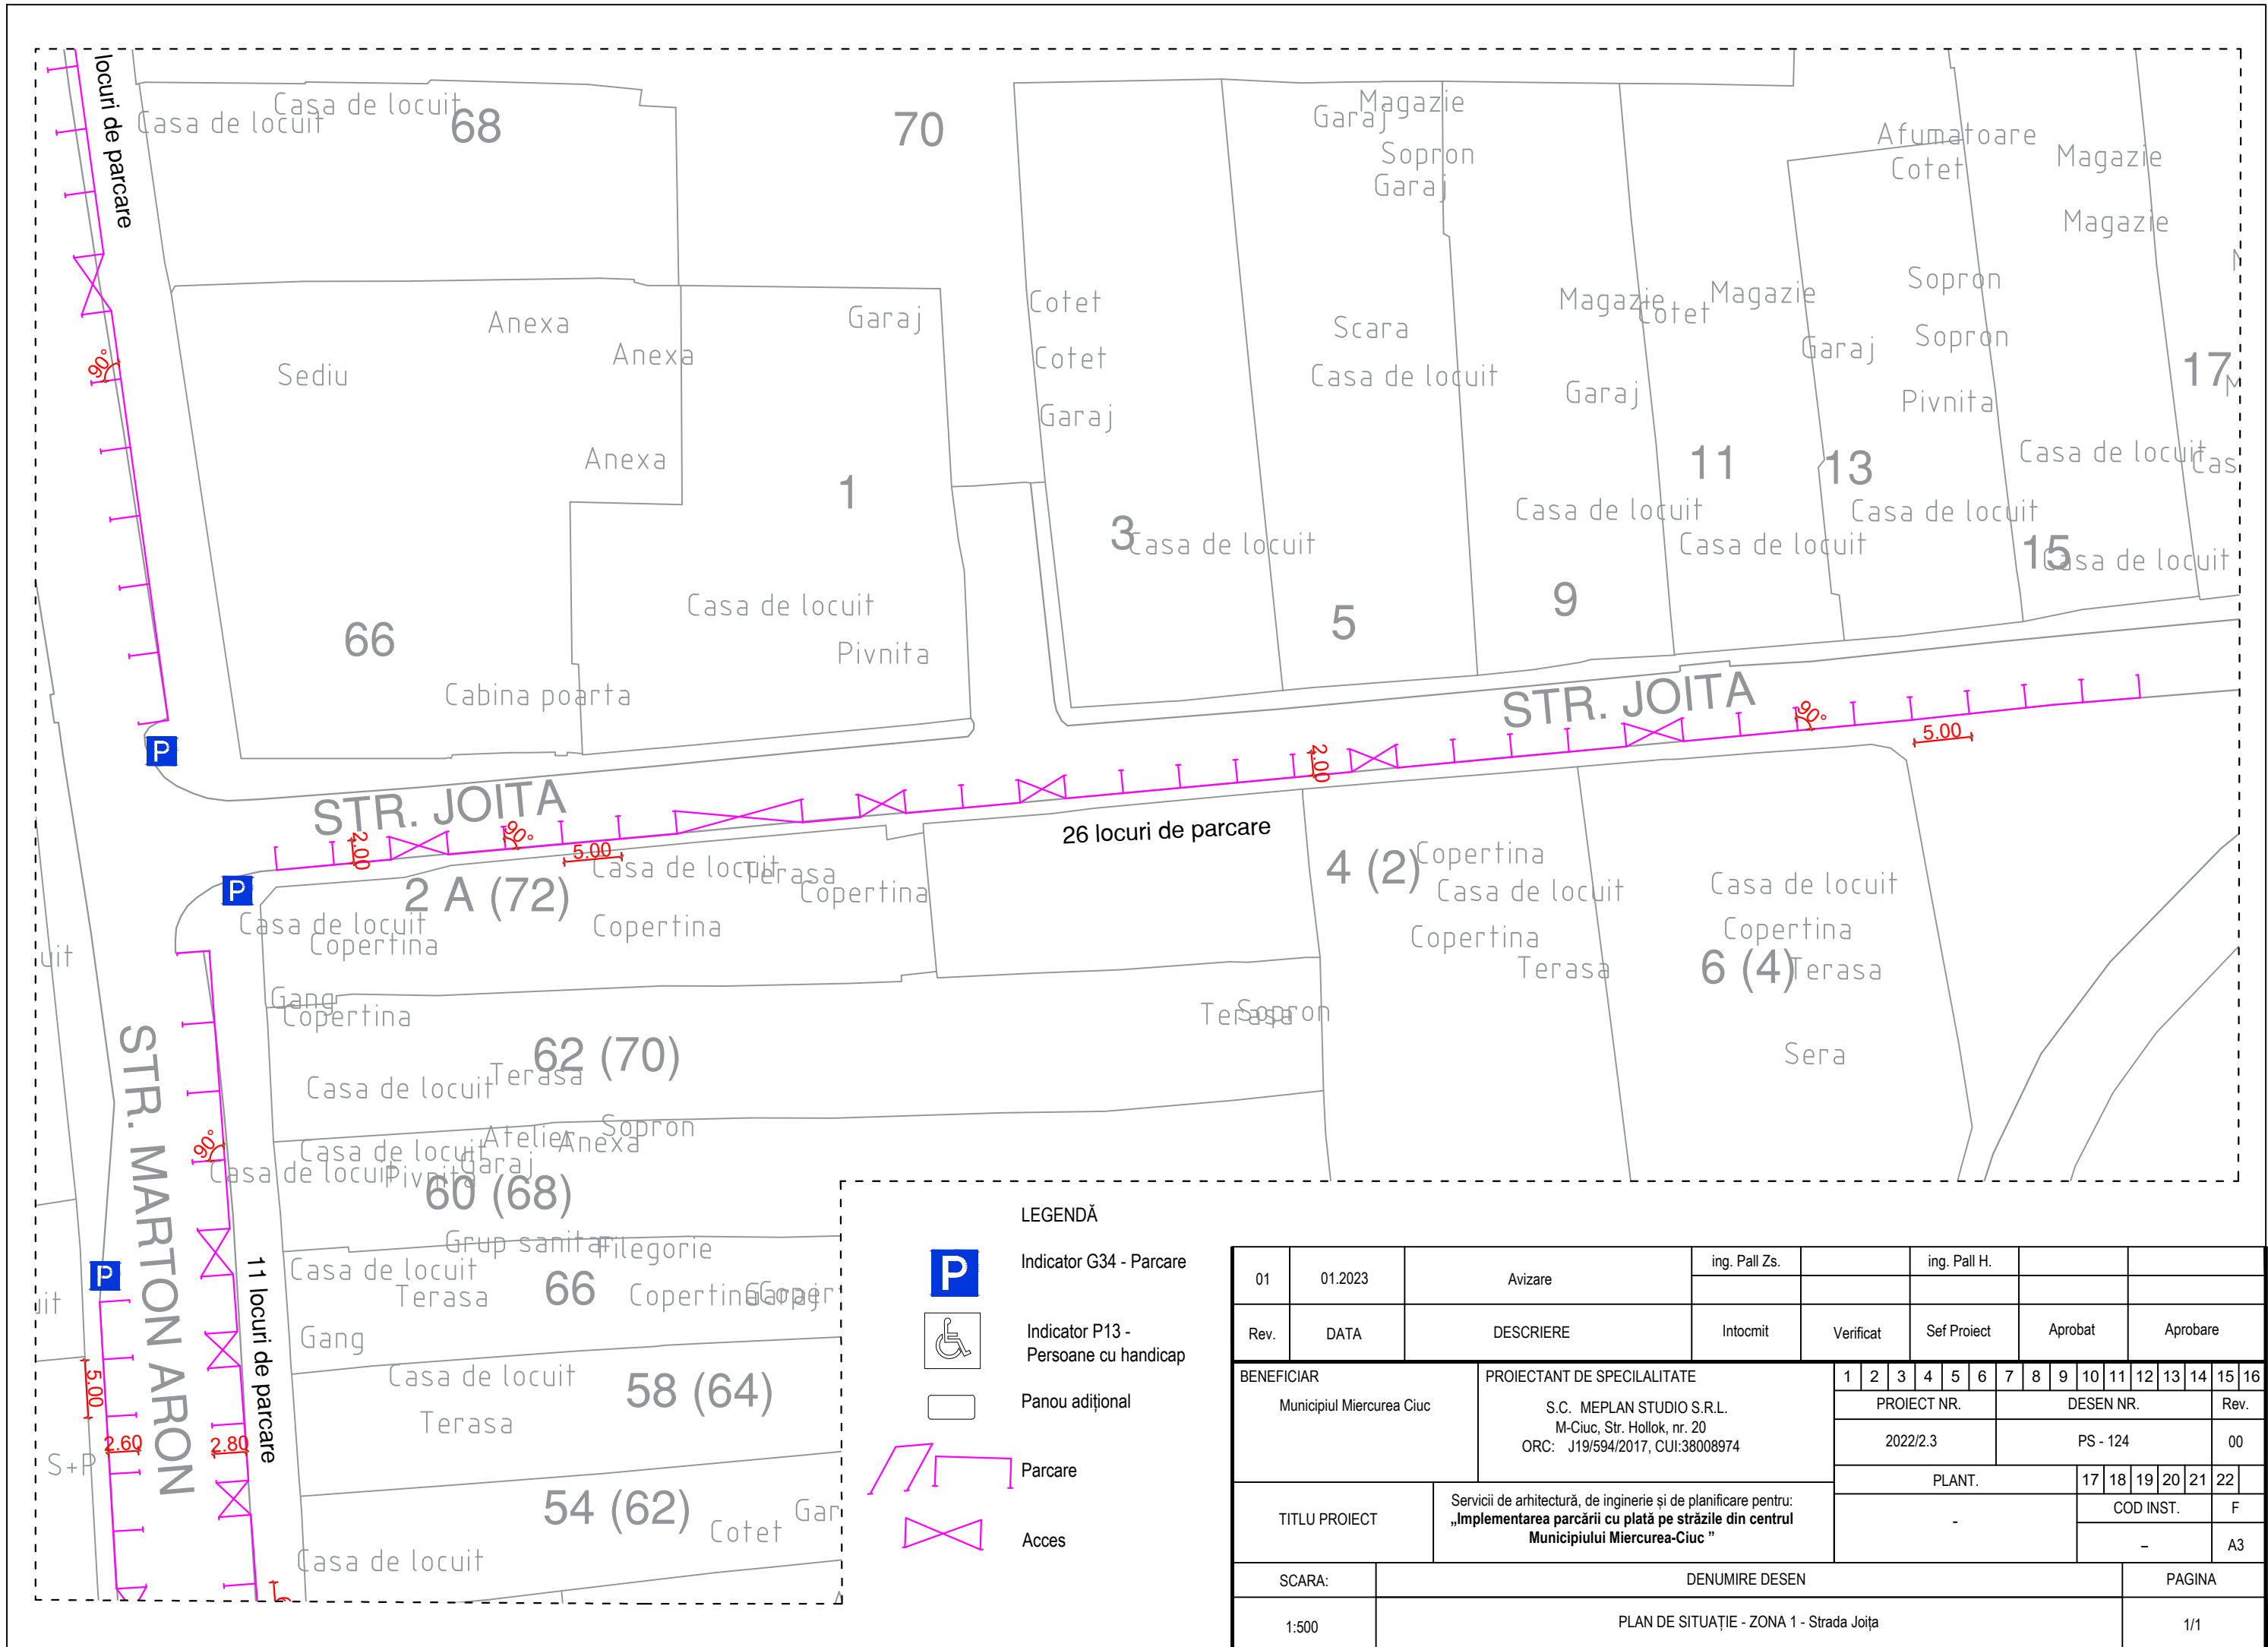 locuri de parcare
Casa de locuit
Casa de locuit
68
70
Magazie
Garaj
Sopron
Garaj
Afumatoare
Cotet
Magazie
Magazie
Anexa
Anexa
Garaj
Sediu
Anexa
1
Cotet
Cotet
Garaj
Scara
Casa de locuit
Magazie
Cotet
Magazie
Garaj
Garaj
Sopron
Sopron
Pivnita
17
90°
11
13
Casa de locuit
Cas
3
Casa de locuit
Casa de locuit
Casa de locuit
Casa de locuit
15
Casa de locuit
Casa de locuit
5
9
66
Pivnita
Cabina poarta
P
STR. JOITA
90°
5.00
2.00
STR. JOITA
2.00
90°
5.00
26 locuri de parcare
P
2 A (72)
Casa de locuit
Terasa
Copertina
Casa de locuit
Copertina
Copertina
4 (2)
Copertina
Casa de locuit
Copertina
Terasa
Casa de locuit
Copertina
6 (4)
Terasa
Sera
uit
Gang
Copertina
Terasa
Sopron
62 (70)
Casa de locuit
Terasa
STR. MARTON ARON
90°
Casa de locuit
Atelier
Anexa
Sopron
Casa de locuit
Pivnita
Garaj
60 (68)
Grup sanitar
Filegorie
P
11 locuri de parcare
Casa de locuit
Terasa
66
Copertina
Garaj
Coper
uit
Gang
5.00
Casa de locuit
58 (64)
Terasa
2.60
2.80
S+P
54 (62)
Cotet
Gar
Casa de locuit
LEGENDĂ
P
Indicator G34 - Parcare
Indicator P13 -
Persoane cu handicap
Panou adițional
Parcare
Acces
01
01.2023
Avizare
ing. Pall Zs.
ing. Pall H.
Rev.
DATA
DESCRIERE
Intocmit
Verificat
Sef Proiect
Aprobat
Aprobare
BENEFICIAR
Municipiul Miercurea Ciuc
PROIECTANT DE SPECILALITATE
S.C. MEPLAN STUDIO S.R.L.
M-Ciuc, Str. Hollok, nr. 20
ORC: J19/594/2017, CUI:38008974
1 2 3 4 5 6 7 8 9 10 11 12 13 14 15 16
PROIECT NR.
DESEN NR.
Rev.
2022/2.3
PS - 124
00
PLANT.
17 18 19 20 21 22
-
COD INST.
F
–
A3
TITLU PROIECT
Servicii de arhitectură, de inginerie și de planificare pentru:
„Implementarea parcării cu plată pe străzile din centrul
Municipiului Miercurea-Ciuc ”
SCARA:
DENUMIRE DESEN
PAGINA
1:500
PLAN DE SITUAȚIE - ZONA 1 - Strada Joița
1/1